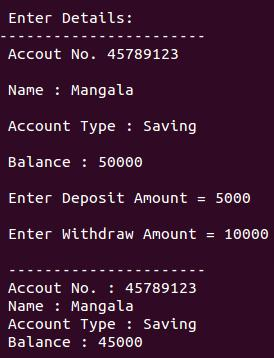 Enter Details:
-----------------------
Accout No. 45789123
Name : Mangala
Account Type : Saving
Balance : 50000
Enter Deposit Amount = 5000
Enter Withdraw Amount = 10000
----------------------
Accout No. : 45789123
Name : Mangala
Account Type : Saving
Balance : 45000